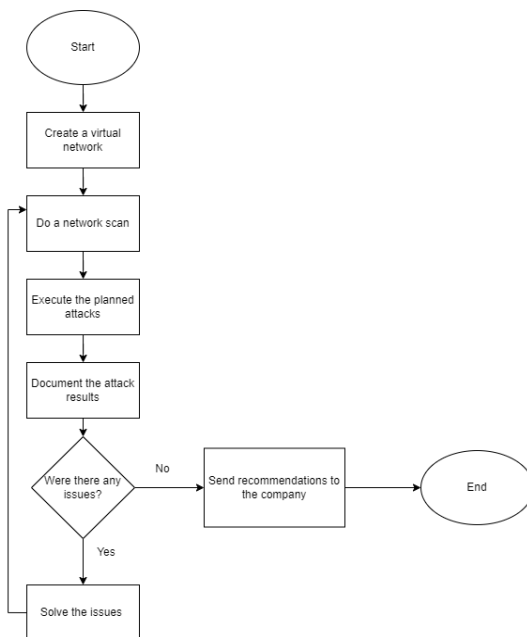 Start
Create a virtual
network
Do a network scan
Execute the planned
attacks
Document the attack
results
Were there any
issues?
No
Send recommendations to
the company
End
Yes
Solve the issues